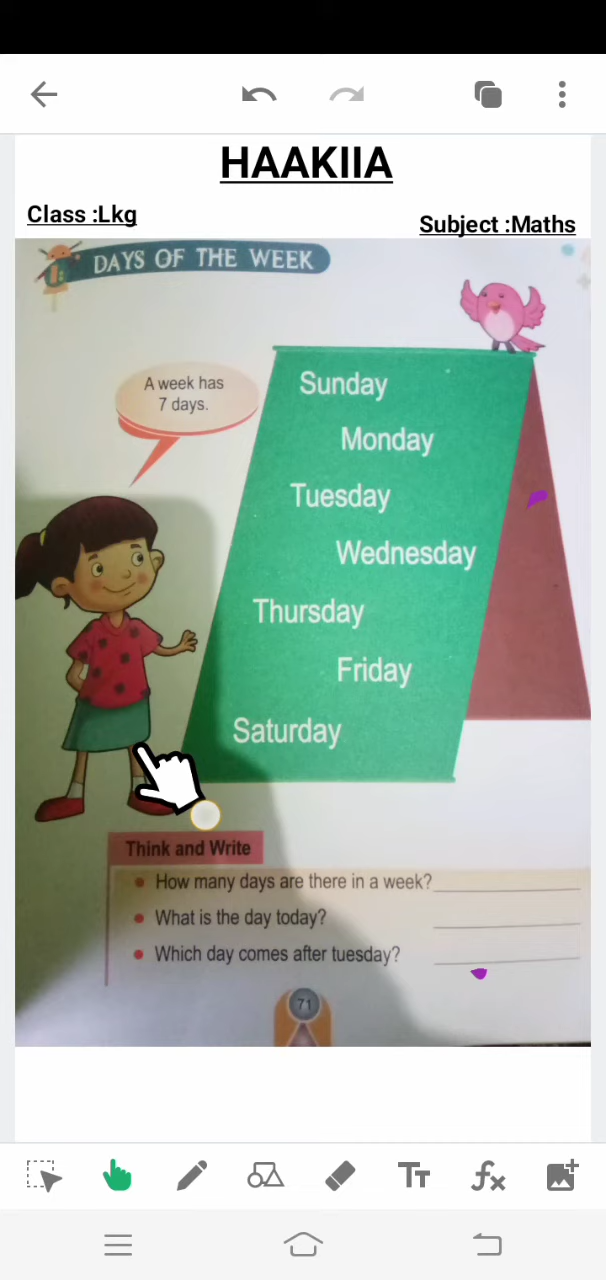 HAAKIIA
Class :Lkg
Subject :Maths
DAYS OF THE WEEK
A week has
7 days.
Sunday
Monday
Tuesday
Wednesday
Thursday
Friday
Saturday
Think and Write
How many days are there in a week?
What is the day today?
Which day comes after tuesday?
71
TT
fx